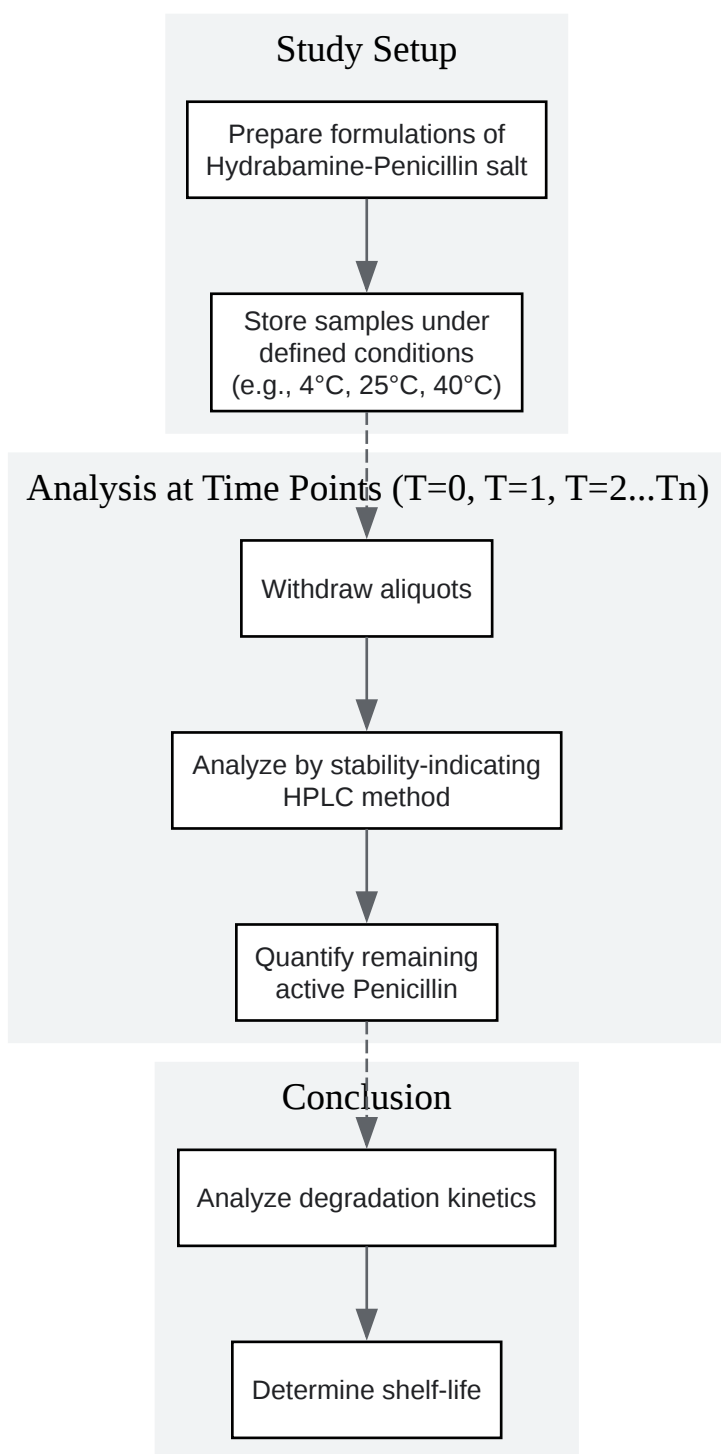 Study Setup
Prepare formulations of
Hydrabamine-Penicillin salt
Store samples under
defined conditions
(e.g., 4°C, 25°C, 40°C)
Analysis at Time Points (T=0, T=1, T=2...Tn)
Withdraw aliquots
Analyze by stability-indicating
HPLC method
Quantify remaining
active Penicillin
Conclusion
Analyze degradation kinetics
Determine shelf-life